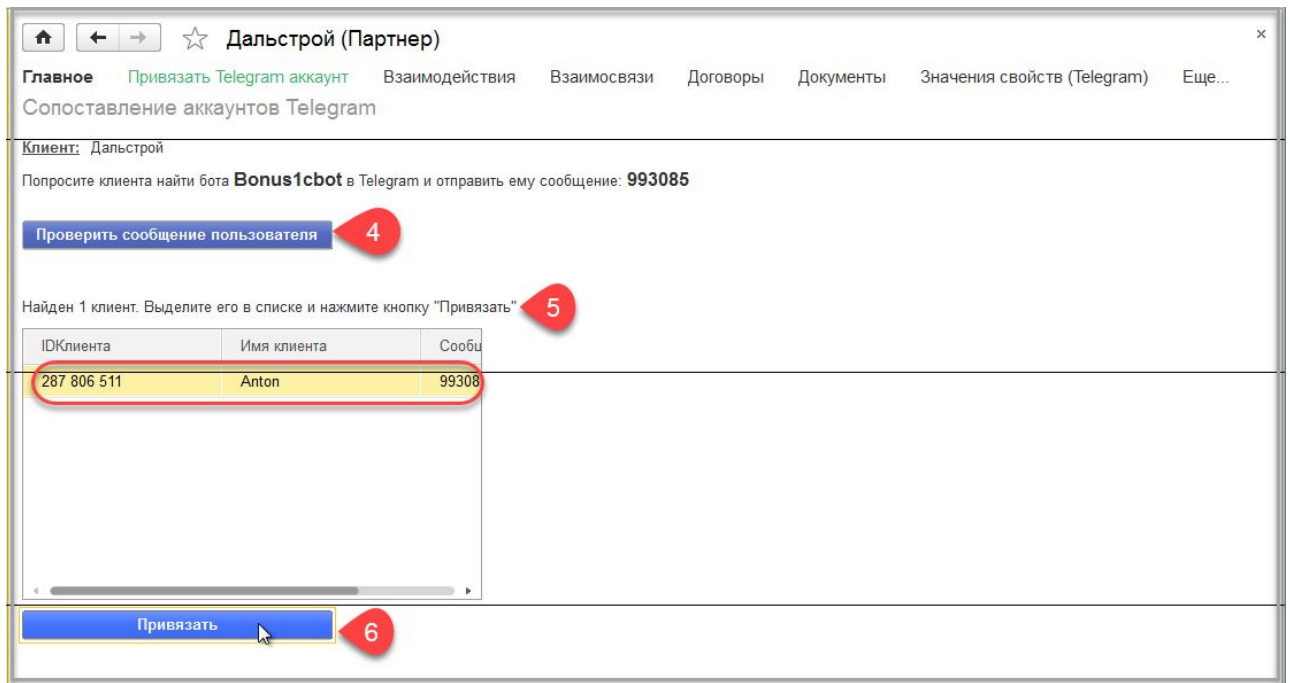 Дальстрой (Партнер)
×
Главное Привязать Telegram аккаунт Взаимодействия Взаимосвязи Договоры Документы Значения свойств (Telegram) Еще...
Сопоставление аккаунтов Telegram
Клиент: Дальстрой
Попросите клиента найти бота Bonus1cbot в Telegram и отправить ему сообщение: 993085
Проверить сообщение пользователя
4
Найден 1 клиент. Выделите его в списке и нажмите кнопку "Привязать"
5
IDКлиента Имя клиента Сообщ
287 806 511 Anton 99308
Привязать
6